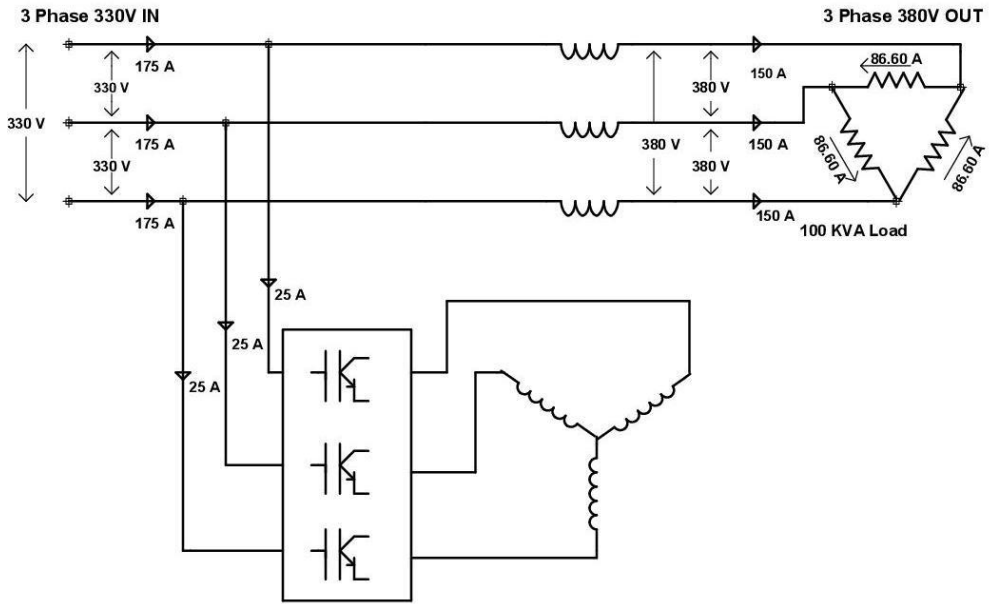 3 Phase 330V IN
3 Phase 380V OUT
86.60 A
175 A
150 A
330 V
380 V
330 V
175 A
150 A
380 V
330 V
380 V
86.60 A
86.60 A
175 A
150 A
100 KVA Load
25 A
25 A
25 A